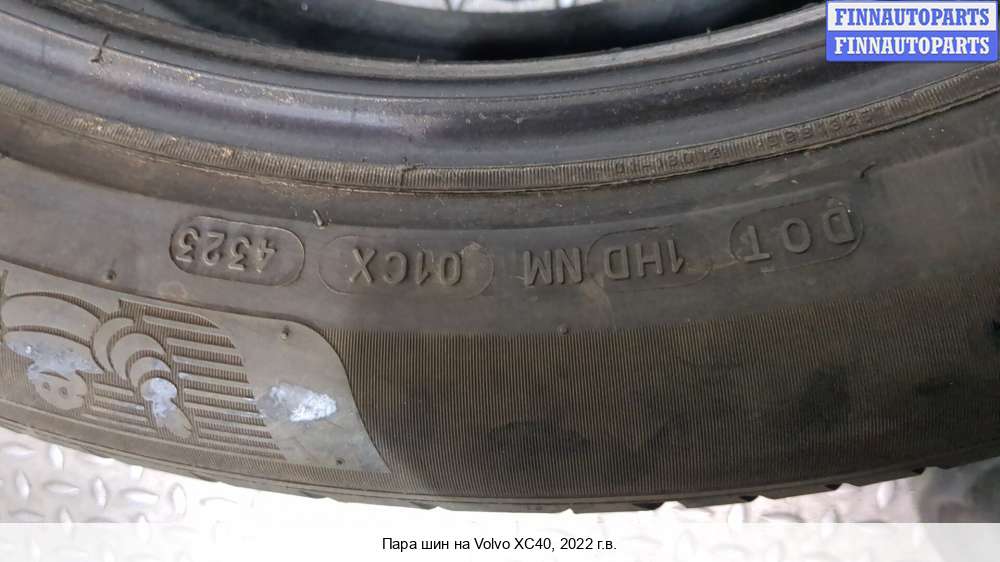 FINNAUTOPARTS
FINNAUTOPARTS
DOT 1HD NM 01CX 4323
Пара шин на Volvo XC40, 2022 г.в.